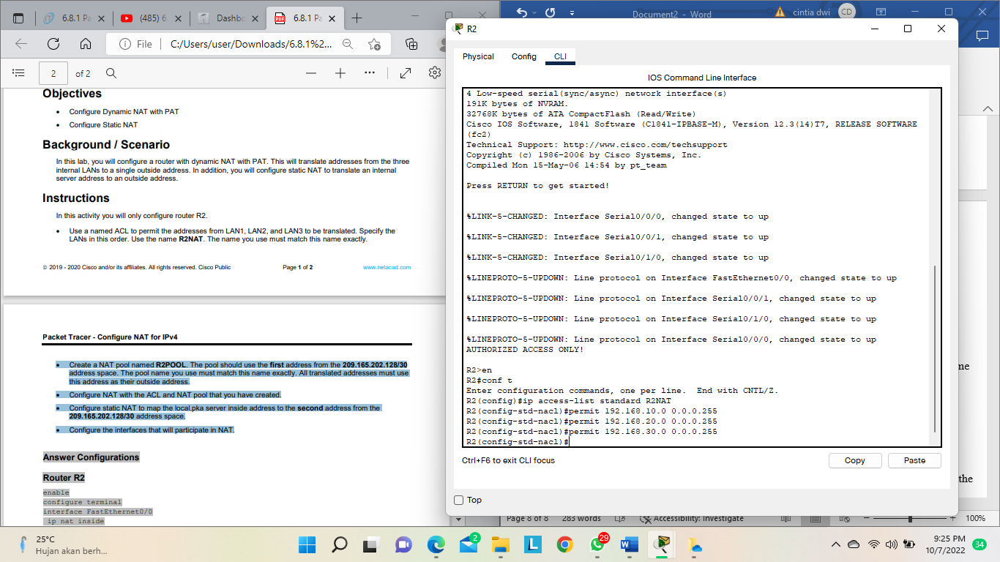 6.8.1 Pa
(485) 6
Dashbo
6.8.1 Pa
File
C:/Users/user/Downloads/6.8.1%2...
2
of 2
Objectives
• Configure Dynamic NAT with PAT
• Configure Static NAT
Background / Scenario
In this lab, you will configure a router with dynamic NAT with PAT. This will translate addresses from the three
internal LANs to a single outside address. In addition, you will configure static NAT to translate an internal
server address to an outside address.
Instructions
In this activity you will only configure router R2.
• Use a named ACL to permit the addresses from LAN1, LAN2, and LAN3 to be translated. Specify the
LANs in this order. Use the name R2NAT. The name you use must match this name exactly.
© 2019 - 2020 Cisco and/or its affiliates. All rights reserved. Cisco Public
Page 1 of 2
www.netacad.com
Packet Tracer - Configure NAT for IPv4
• Create a NAT pool named R2POOL. The pool should use the first address from the 209.165.202.128/30
address space. The pool name you use must match this name exactly. All translated addresses must use
this address as their outside address.
• Configure NAT with the ACL and NAT pool that you have created.
• Configure static NAT to map the local.pka server inside address to the second address from the
209.165.202.128/30 address space.
• Configure the interfaces that will participate in NAT.
Answer Configurations
Router R2
enable
configure terminal
interface FastEthernet0/0
ip nat inside
Document2 - Word
cintia dwi
CD
R2
Physical
Config
CLI
IOS Command Line Interface
4 Low-speed serial(sync/async) network interface(s)
191K bytes of NVRAM.
32768K bytes of ATA CompactFlash (Read/Write)
Cisco IOS Software, 1841 Software (C1841-IPBASE-M), Version 12.3(14)T7, RELEASE SOFTWARE
(fc2)
Technical Support: http://www.cisco.com/techsupport
Copyright (c) 1986-2006 by Cisco Systems, Inc.
Compiled Mon 15-May-06 14:54 by pt_team
Press RETURN to get started!
%LINK-5-CHANGED: Interface Serial0/0/0, changed state to up
%LINK-5-CHANGED: Interface Serial0/0/1, changed state to up
%LINK-5-CHANGED: Interface Serial0/1/0, changed state to up
%LINEPROTO-5-UPDOWN: Line protocol on Interface FastEthernet0/0, changed state to up
%LINEPROTO-5-UPDOWN: Line protocol on Interface Serial0/0/1, changed state to up
%LINEPROTO-5-UPDOWN: Line protocol on Interface Serial0/1/0, changed state to up
%LINEPROTO-5-UPDOWN: Line protocol on Interface Serial0/0/0, changed state to up
AUTHORIZED ACCESS ONLY!
R2>en
R2#conf t
Enter configuration commands, one per line.  End with CNTL/Z.
R2(config)#ip access-list standard R2NAT
R2(config-std-nacl)#permit 192.168.10.0 0.0.0.255
R2(config-std-nacl)#permit 192.168.20.0 0.0.0.255
R2(config-std-nacl)#permit 192.168.30.0 0.0.0.255
R2(config-std-nacl)#
Ctrl+F6 to exit CLI focus
Copy
Paste
Top
me
the
Page 8 of 8
283 words
Accessibility: Investigate
100%
25°C
Hujan akan berh...
2
L
29
9:25 PM
10/7/2022
34